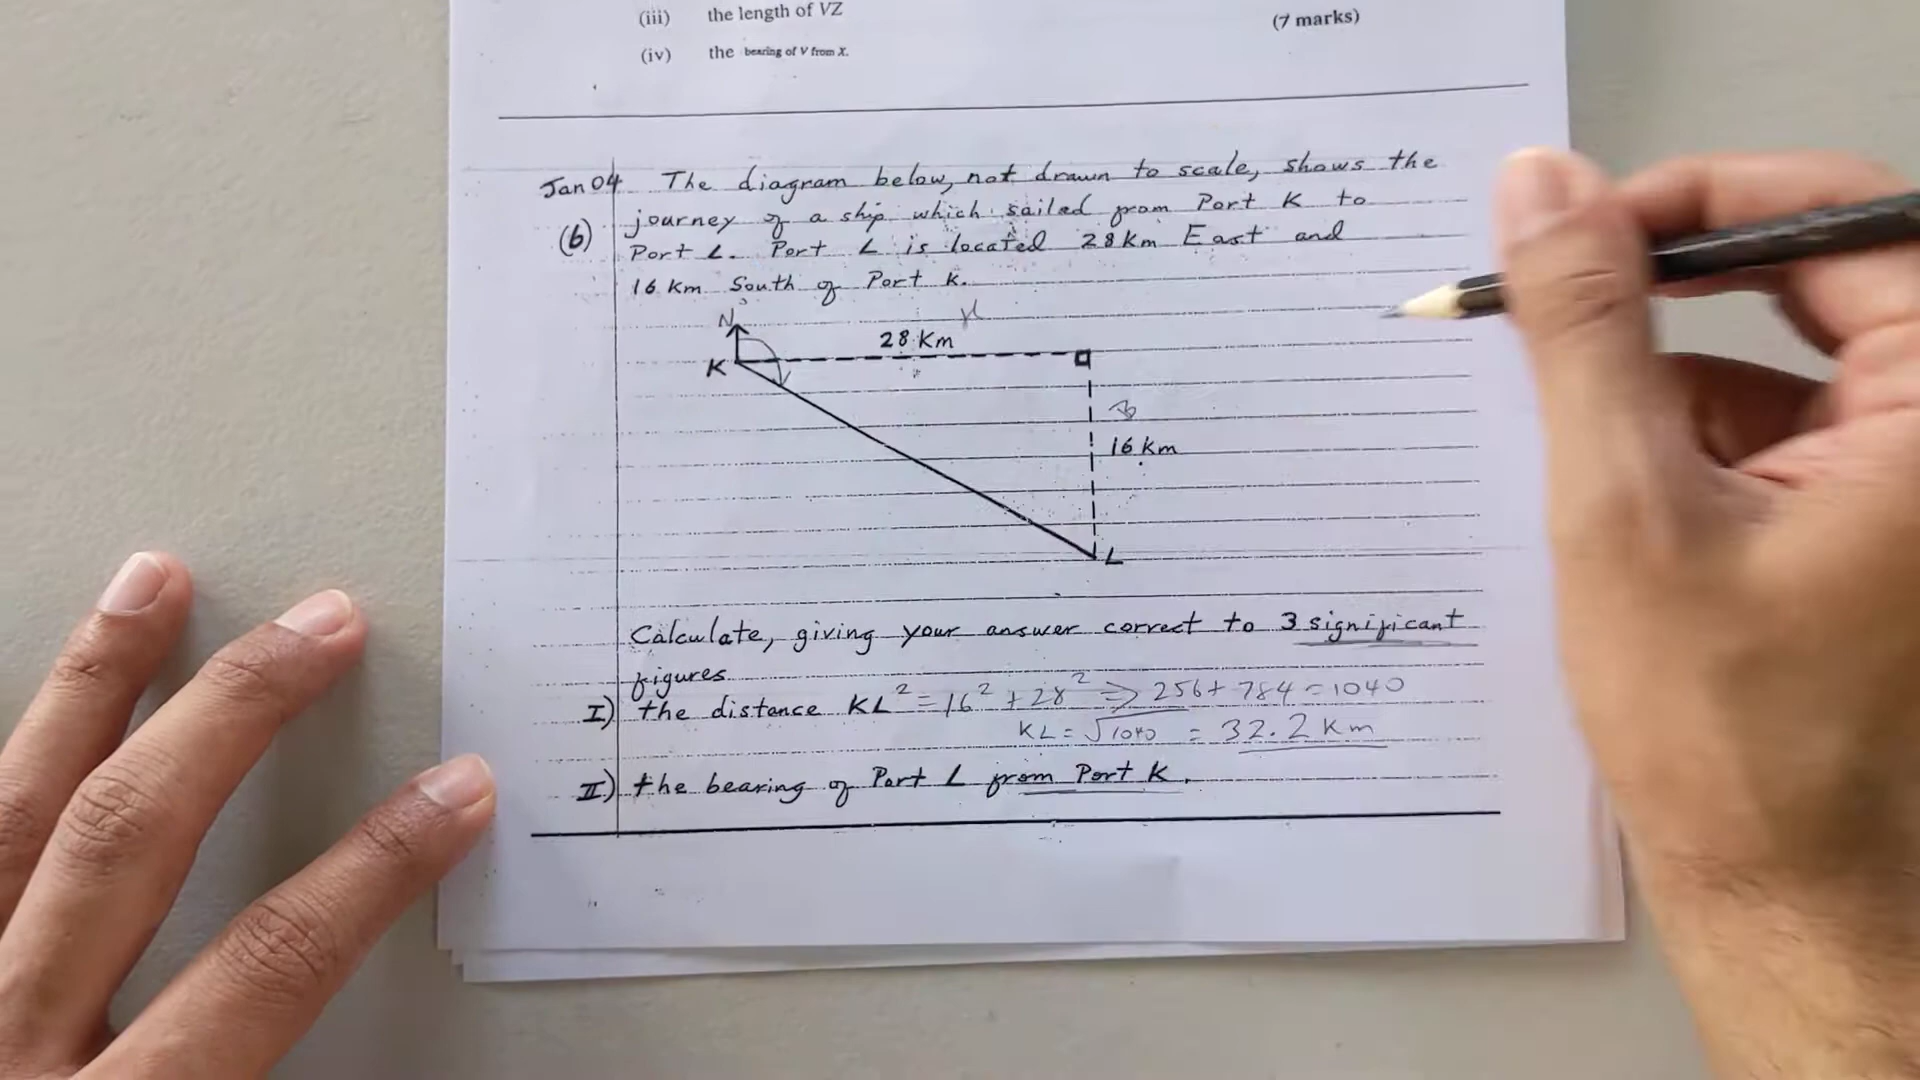 (iii) the length of VZ
(7 marks)
(iv) the bearing of V from X.
Jan 04 The diagram below, not drawn to scale, shows the
(b) journey of a ship which sailed from Port K to
Port L. Port L is located 28 km East and
16 km South of Port K.
N
28 Km
K
16 km
L
Calculate, giving your answer correct to 3 significant
figures
I) the distance KL² = 16² + 28² => 256 + 784 = 1040
KL = √1040 = 32.2 Km
II) the bearing of Port L from Port K.